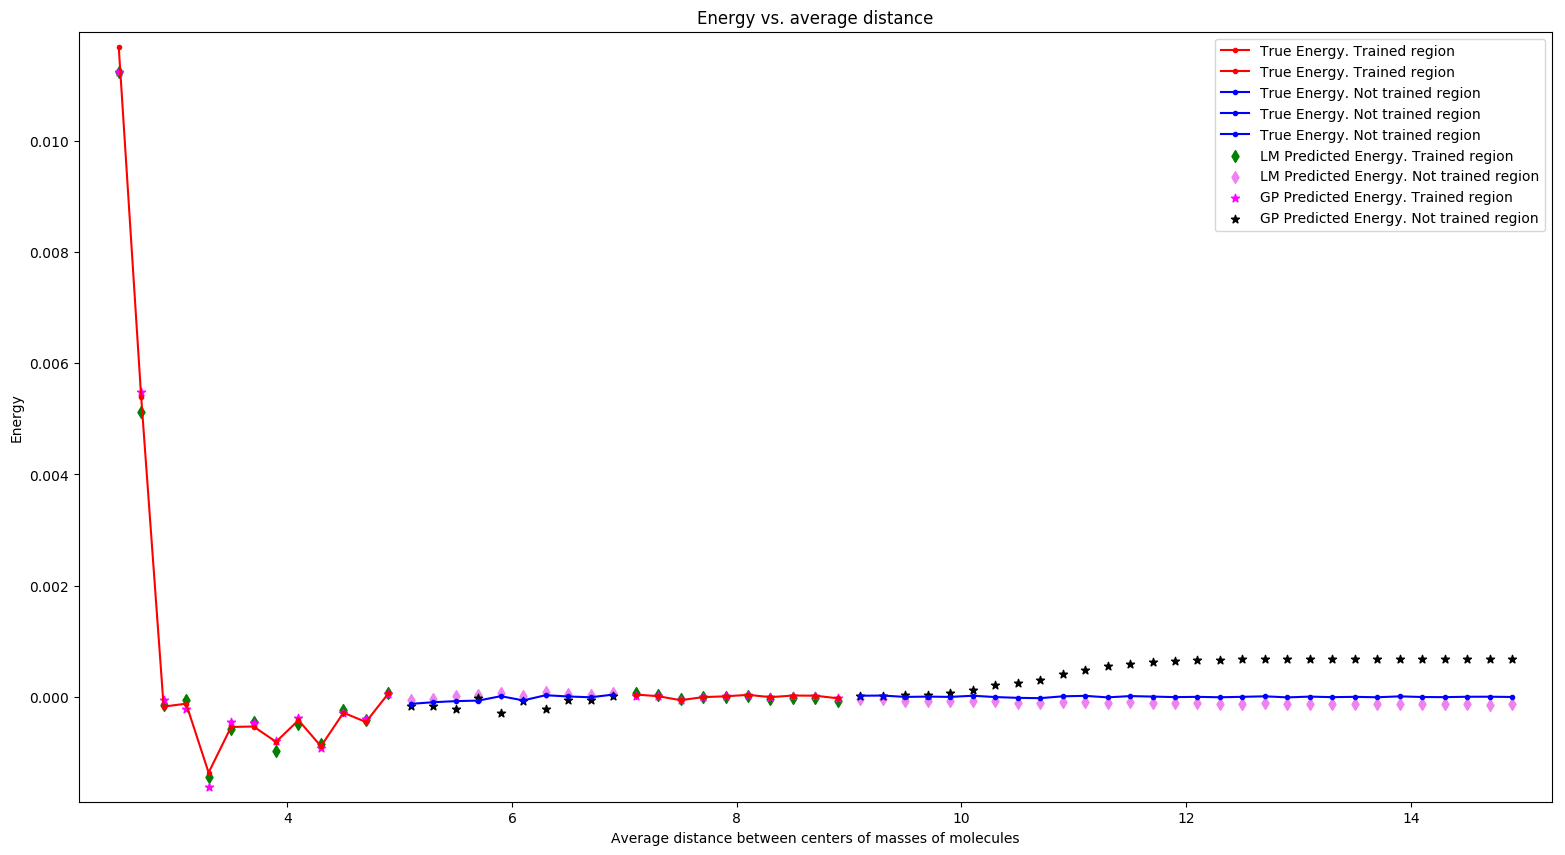 Energy vs. average distance
True Energy. Trained region
True Energy. Trained region
True Energy. Not trained region
True Energy. Not trained region
True Energy. Not trained region
LM Predicted Energy. Trained region
LM Predicted Energy. Not trained region
GP Predicted Energy. Trained region
GP Predicted Energy. Not trained region
Energy
0.010
0.008
0.006
0.004
0.002
0.000
4 6 8 10 12 14
Average distance between centers of masses of molecules